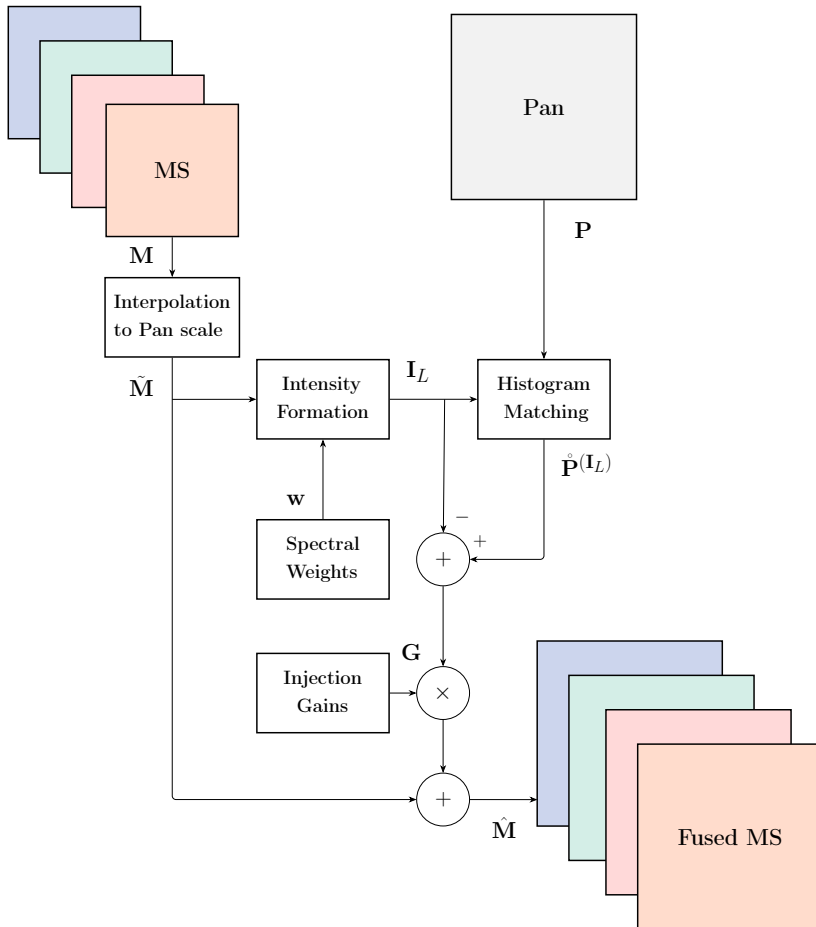 Pan
MS
P
M
Interpolation
to Pan scale
M̃
I_L
Intensity
Formation
Histogram
Matching
P̊^(I_L)
w
−
+
Spectral
Weights
+
G
Injection
Gains
×
+
M̂
Fused MS